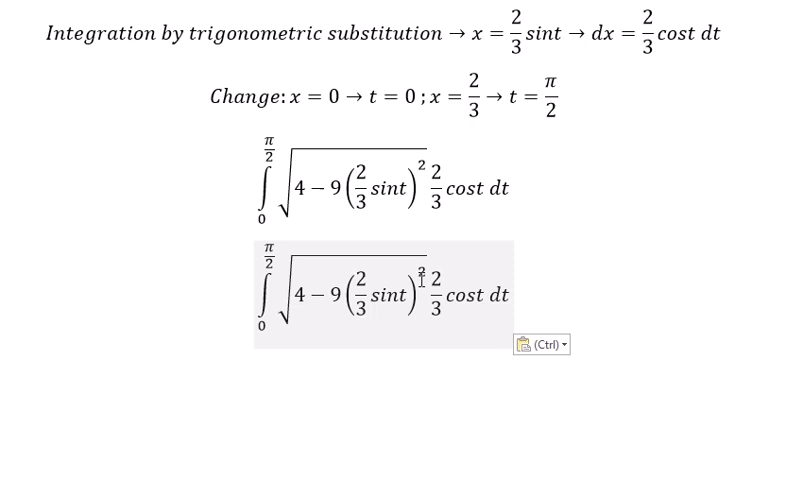 Integration by trigonometric substitution → x = 2/3 sint → dx = 2/3 cost dt
Change: x = 0 → t = 0 ; x = 2/3 → t = π/2
∫₀^(π/2) √(4 − 9(2/3 sint)²) 2/3 cost dt
∫₀^(π/2) √(4 − 9(2/3 sint)²) 2/3 cost dt
(Ctrl)